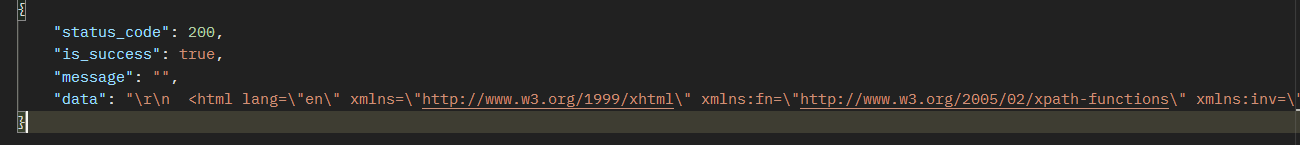 {
"status_code": 200,
"is_success": true,
"message": "",
"data": "\r\n  <html lang=\"en\" xmlns=\"http://www.w3.org/1999/xhtml\" xmlns:fn=\"http://www.w3.org/2005/02/xpath-functions\" xmlns:inv=\"
}